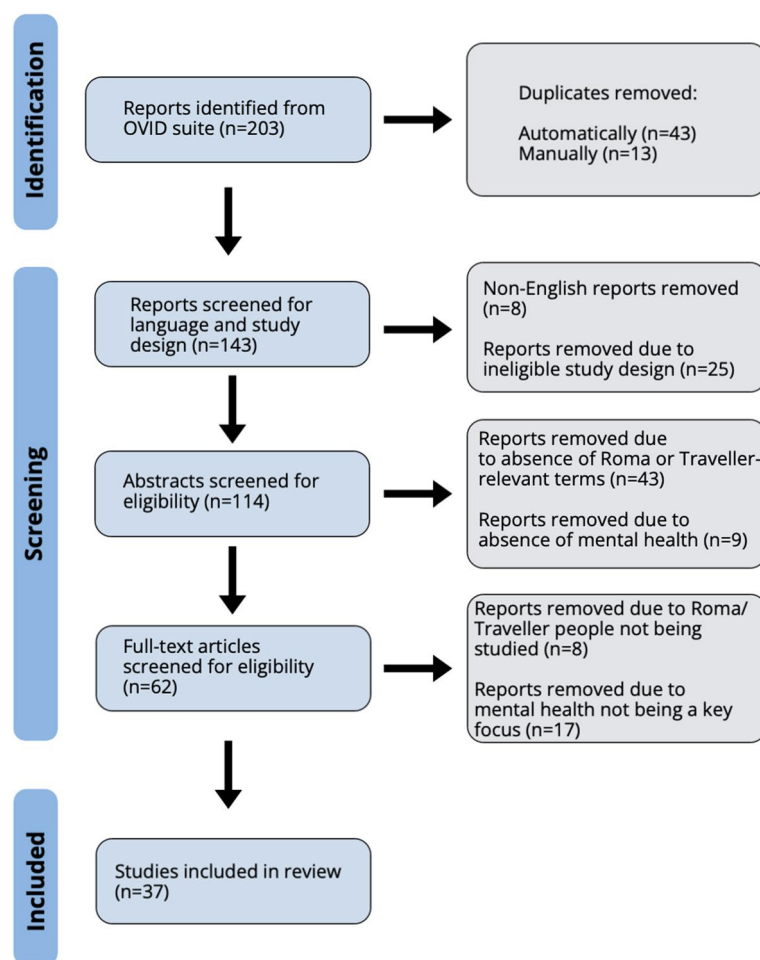 Identification
Reports identified from
OVID suite (n=203)
Duplicates removed:
Automatically (n=43)
Manually (n=13)
Screening
Reports screened for
language and study
design (n=143)
Non-English reports removed
(n=8)
Reports removed due to
ineligible study design (n=25)
Abstracts screened for
eligibility (n=114)
Reports removed due
to absence of Roma or Traveller-
relevant terms (n=43)
Reports removed due to
absence of mental health (n=9)
Full-text articles
screened for eligibility
(n=62)
Reports removed due to Roma/
Traveller people not being
studied (n=8)
Reports removed due to
mental health not being a key
focus (n=17)
Included
Studies included in review
(n=37)